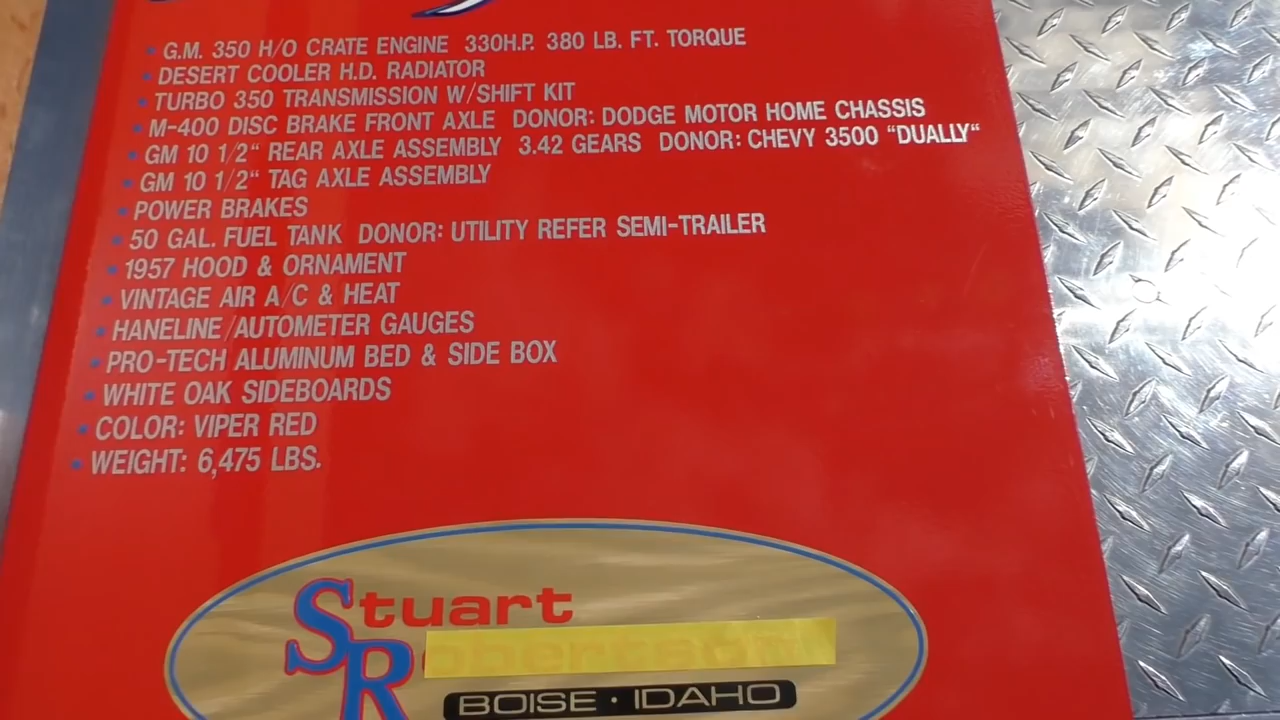 • G.M. 350 H/O CRATE ENGINE 330H.P. 380 LB. FT. TORQUE
• DESERT COOLER H.D. RADIATOR
• TURBO 350 TRANSMISSION W/SHIFT KIT
• M-400 DISC BRAKE FRONT AXLE DONOR: DODGE MOTOR HOME CHASSIS
• GM 10 1/2“ REAR AXLE ASSEMBLY 3.42 GEARS DONOR: CHEVY 3500 “DUALLY“
• GM 10 1/2“ TAG AXLE ASSEMBLY
• POWER BRAKES
• 50 GAL. FUEL TANK DONOR: UTILITY REFER SEMI-TRAILER
• 1957 HOOD & ORNAMENT
• VINTAGE AIR A/C & HEAT
• HANELINE/AUTOMETER GAUGES
• PRO-TECH ALUMINUM BED & SIDE BOX
• WHITE OAK SIDEBOARDS
• COLOR: VIPER RED
• WEIGHT: 6,475 LBS.
Stuart
BOISE · IDAHO